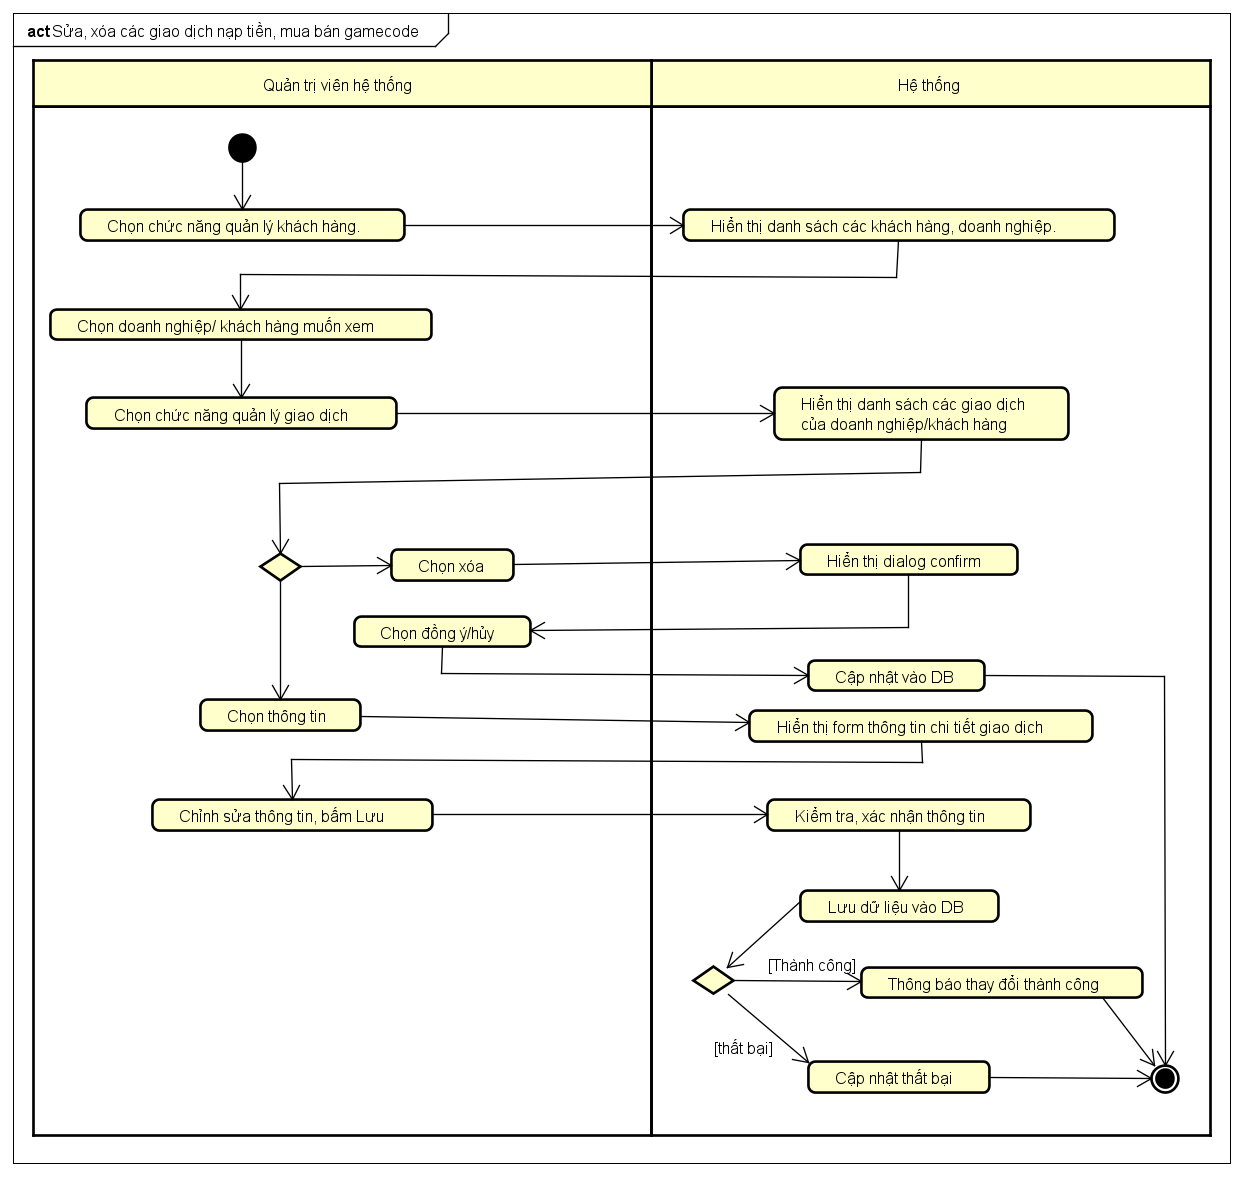 act Sửa, xóa các giao dịch nạp tiền, mua bán gamecode
Quản trị viên hệ thống
Hệ thống
Chọn chức năng quản lý khách hàng.
Hiển thị danh sách các khách hàng, doanh nghiệp.
Chọn doanh nghiệp/ khách hàng muốn xem
Chọn chức năng quản lý giao dịch
Hiển thị danh sách các giao dịch
của doanh nghiệp/khách hàng
Chọn xóa
Hiển thị dialog confirm
Chọn đồng ý/hủy
Cập nhật vào DB
Chọn thông tin
Hiển thị form thông tin chi tiết giao dịch
Chỉnh sửa thông tin, bấm Lưu
Kiểm tra, xác nhận thông tin
Lưu dữ liệu vào DB
[Thành công]
Thông báo thay đổi thành công
[thất bại]
Cập nhật thất bại